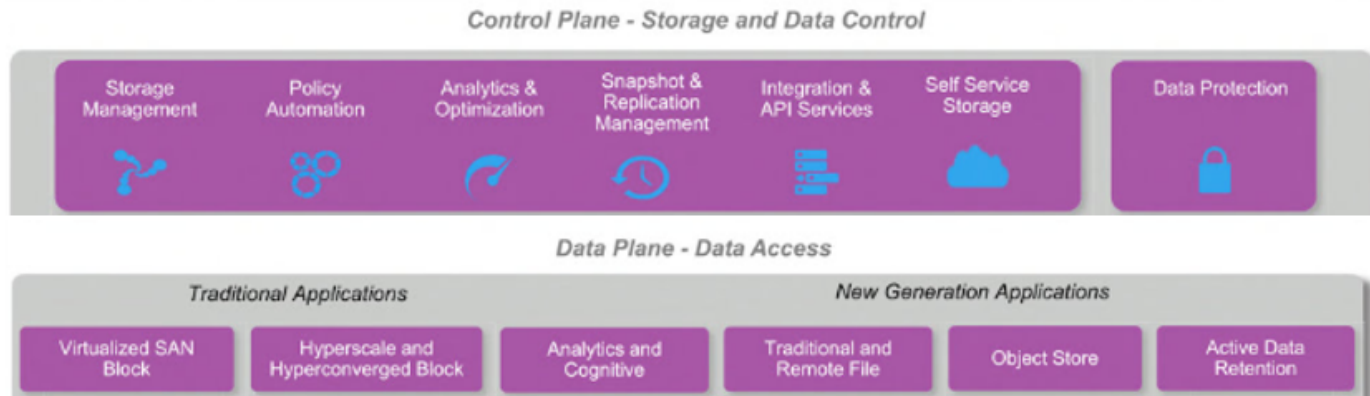 Control Plane - Storage and Data Control
Storage
Management
Policy
Automation
Analytics &
Optimization
Snapshot &
Replication
Management
Integration &
API Services
Self Service
Storage
Data Protection
Data Plane - Data Access
Traditional Applications
New Generation Applications
Virtualized SAN
Block
Hyperscale and
Hyperconverged Block
Analytics and
Cognitive
Traditional and
Remote File
Object Store
Active Data
Retention